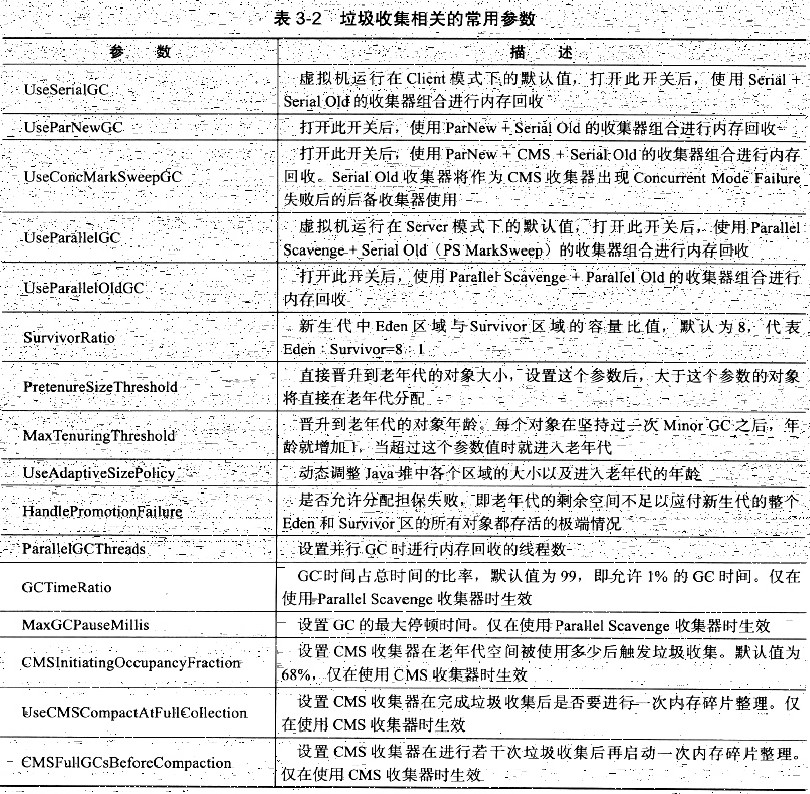 表 3-2 垃圾收集相关的常用参数
参 数
描 述
UseSerialGC
虚拟机运行在 Client 模式下的默认值，打开此开关后，使用 Serial +
Serial Old 的收集器组合进行内存回收
UseParNewGC
打开此开关后，使用 ParNew + Serial Old 的收集器组合进行内存回收
UseConcMarkSweepGC
打开此开关后，使用 ParNew + CMS + Serial Old 的收集器组合进行内存
回收。Serial Old 收集器将作为 CMS 收集器出现 Concurrent Mode Failure
失败后的后备收集器使用
UseParallelGC
虚拟机运行在 Server 模式下的默认值，打开此开关后，使用 Parallel
Scavenge + Serial Old（PS MarkSweep）的收集器组合进行内存回收
UseParallelOldGC
打开此开关后，使用 Parallel Scavenge + Parallel Old 的收集器组合进行
内存回收
SurvivorRatio
新生代中 Eden 区域与 Survivor 区域的容量比值，默认为 8，代表
Eden : Survivor=8 : 1
PretenureSizeThreshold
直接晋升到老年代的对象大小，设置这个参数后，大于这个参数的对象
将直接在老年代分配
MaxTenuringThreshold
晋升到老年代的对象年龄。每个对象在坚持过一次 Minor GC 之后，年
龄就增加 1，当超过这个参数值时就进入老年代
UseAdaptiveSizePolicy
动态调整 Java 堆中各个区域的大小以及进入老年代的年龄
HandlePromotionFailure
是否允许分配担保失败，即老年代的剩余空间不足以应付新生代的整个
Eden 和 Survivor 区的所有对象都存活的极端情况
ParallelGCThreads
设置并行 GC 时进行内存回收的线程数
GCTimeRatio
GC 时间占总时间的比率，默认值为 99，即允许 1% 的 GC 时间。仅在
使用 Parallel Scavenge 收集器时生效
MaxGCPauseMillis
设置 GC 的最大停顿时间。仅在使用 Parallel Scavenge 收集器时生效
CMSInitiatingOccupancyFraction
设置 CMS 收集器在老年代空间被使用多少后触发垃圾收集。默认值为
68%，仅在使用 CMS 收集器时生效
UseCMSCompactAtFullCollection
设置 CMS 收集器在完成垃圾收集后是否要进行一次内存碎片整理。仅
在使用 CMS 收集器时生效
CMSFullGCsBeforeCompaction
设置 CMS 收集器在进行若干次垃圾收集后再启动一次内存碎片整理。
仅在使用 CMS 收集器时生效